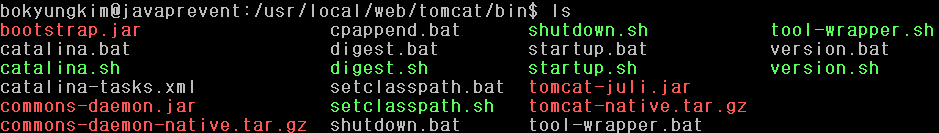 bokyungkim@javaprevent:/usr/local/web/tomcat/bin$ ls
bootstrap.jar cpappend.bat shutdown.sh tool-wrapper.sh
catalina.bat digest.bat startup.bat version.bat
catalina.sh digest.sh startup.sh version.sh
catalina-tasks.xml setclasspath.bat tomcat-juli.jar
commons-daemon.jar setclasspath.sh tomcat-native.tar.gz
commons-daemon-native.tar.gz shutdown.bat tool-wrapper.bat